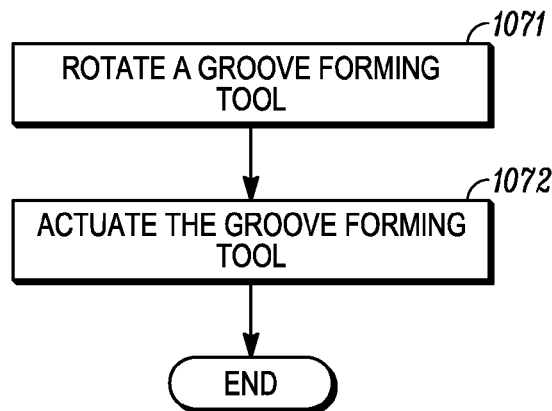 1071
ROTATE A GROOVE FORMING
TOOL
1072
ACTUATE THE GROOVE FORMING
TOOL
END